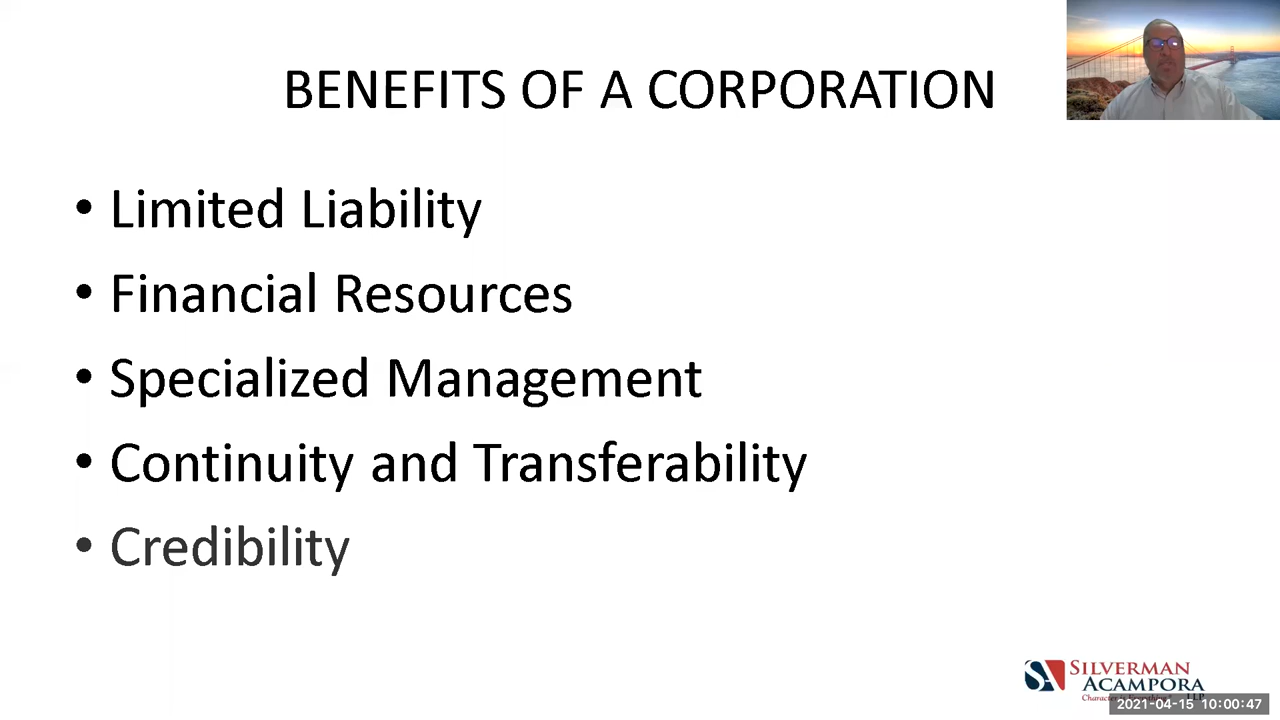 BENEFITS OF A CORPORATION
• Limited Liability
• Financial Resources
• Specialized Management
• Continuity and Transferability
• Credibility
SILVERMAN
ACAMPORA
LLP
2021-04-15 10:00:47